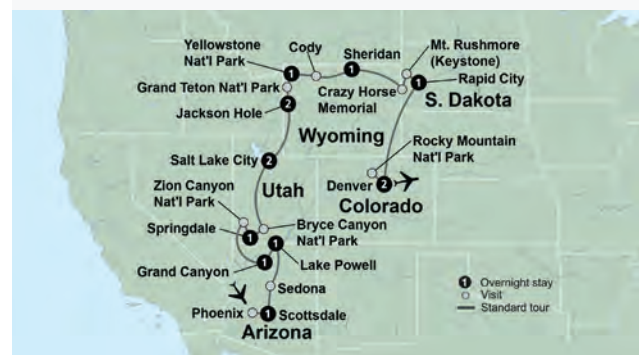 Yellowstone
Nat'l Park
Cody
Sheridan
Mt. Rushmore
(Keystone)
1
1
1
Rapid City
Grand Teton Nat'l Park
Crazy Horse
Memorial
S. Dakota
Jackson Hole
2
Wyoming
Rocky Mountain
Nat'l Park
Salt Lake City
2
Denver
2
Utah
Colorado
Zion Canyon
Nat'l Park
Bryce Canyon
Nat'l Park
Springdale
1
1
Lake Powell
Grand Canyon
1
Sedona
1 Overnight stay
Visit
Standard tour
Phoenix
1
Scottsdale
Arizona